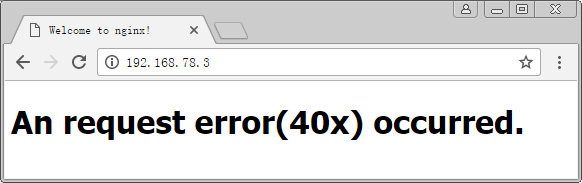 Welcome to nginx!
192.168.78.3
An request error(40x) occurred.